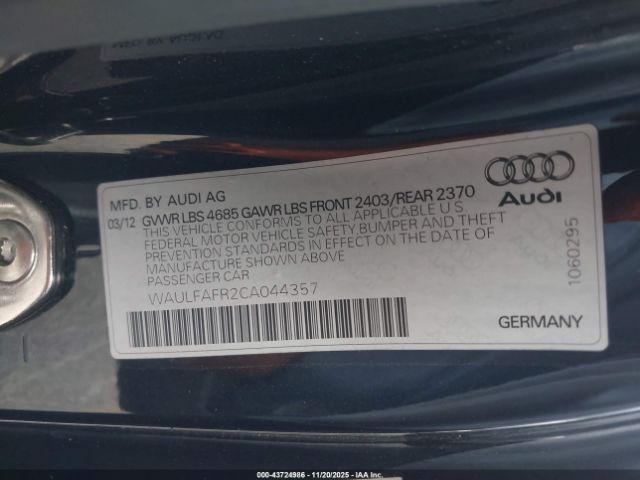 MFD. BY AUDI AG
03/12 GVWR LBS 4685 GAWR LBS FRONT 2403/REAR 2370
THIS VEHICLE CONFORMS TO ALL APPLICABLE U S
FEDERAL MOTOR VEHICLE SAFETY, BUMPER AND THEFT
PREVENTION STANDARDS IN EFFECT ON THE DATE OF
MANUFACTURE SHOWN ABOVE
PASSENGER CAR
WAULFAFR2CA044357
Audi
1060295
GERMANY
000-43724986 - 11/20/2025 - IAAI.COM